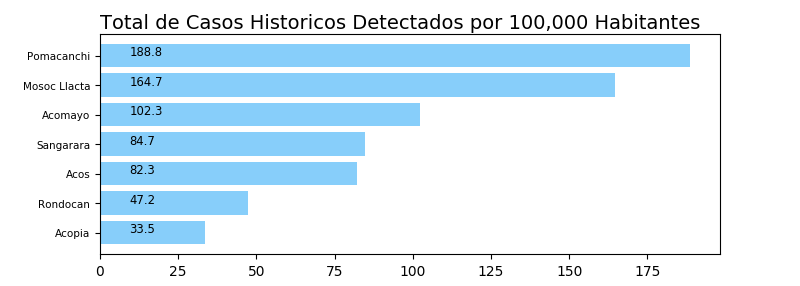 Total de Casos Historicos Detectados por 100,000 Habitantes
Pomacanchi 188.8
Mosoc Llacta 164.7
Acomayo 102.3
Sangarara 84.7
Acos 82.3
Rondocan 47.2
Acopia 33.5
0 25 50 75 100 125 150 175